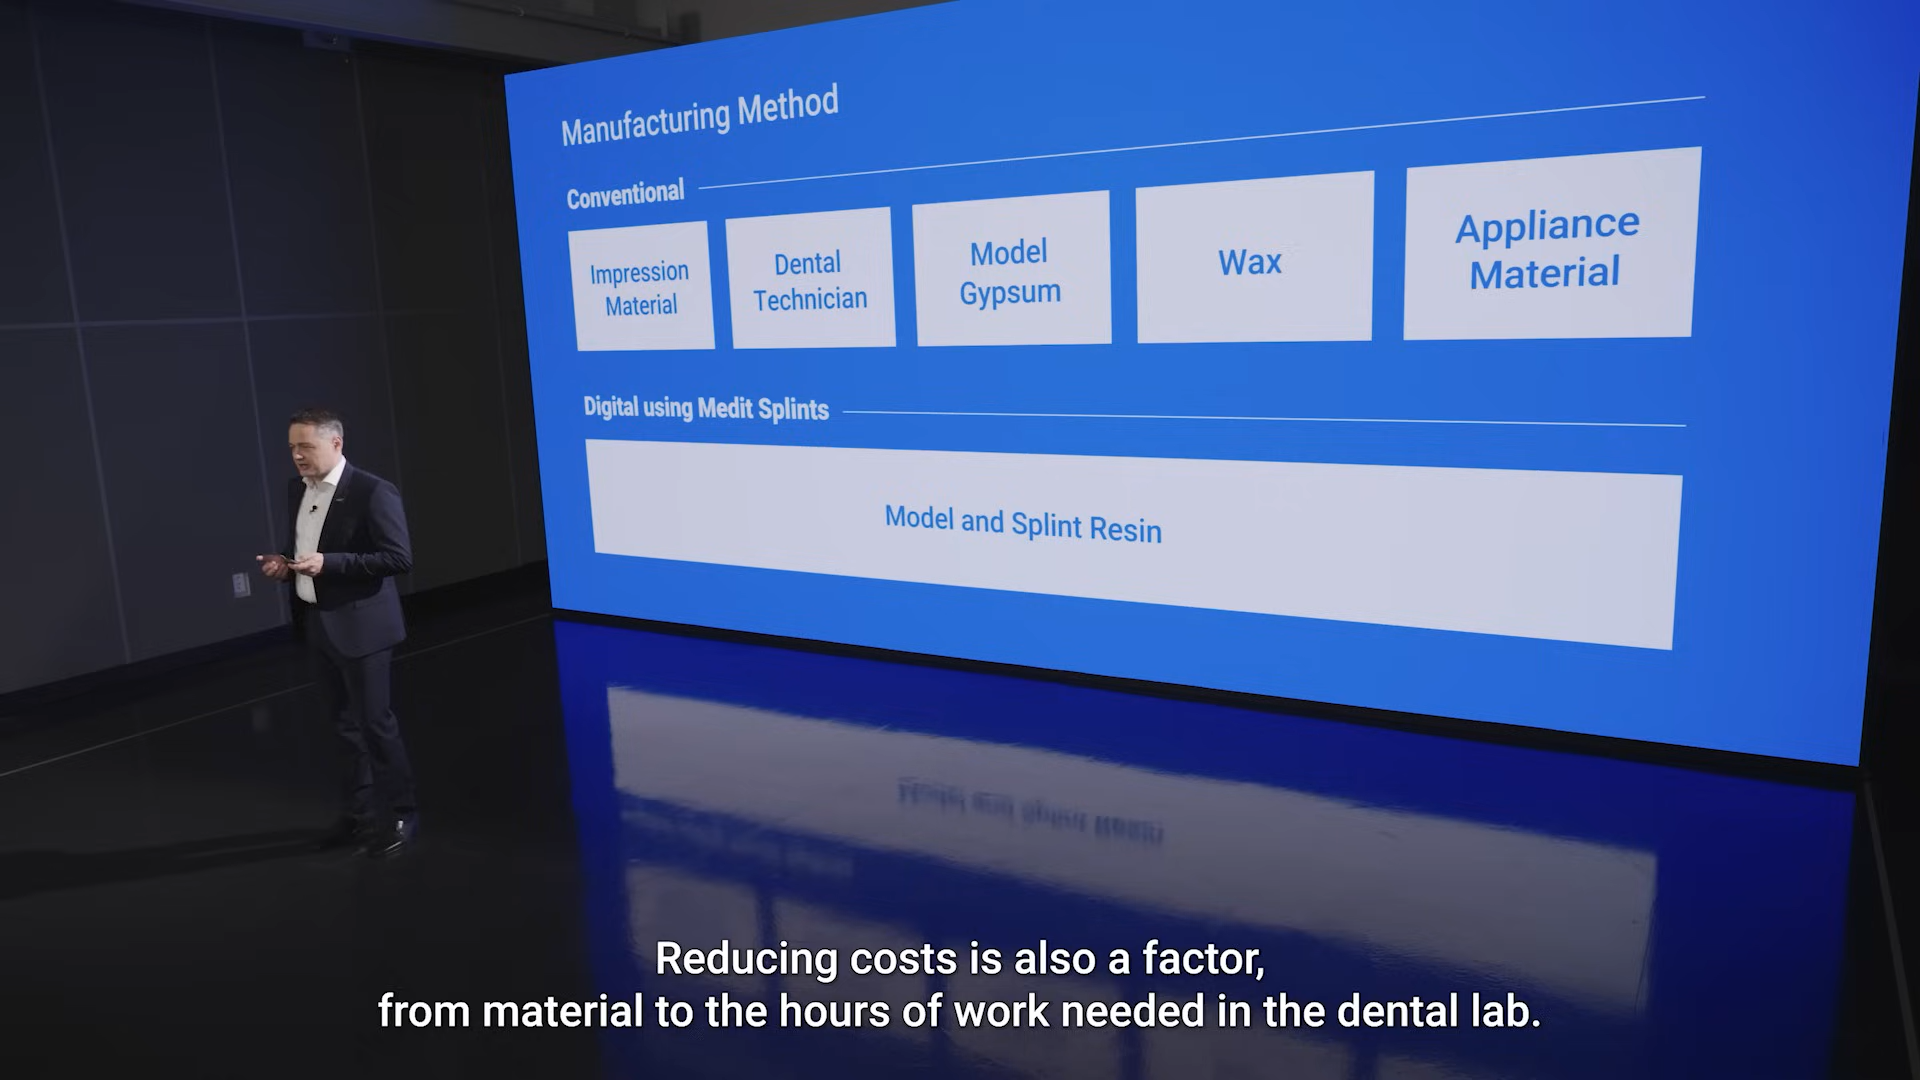 Manufacturing Method
Conventional
Impression
Material
Dental
Technician
Model
Gypsum
Wax
Appliance
Material
Digital using Medit Splints
Model and Splint Resin
Reducing costs is also a factor,
from material to the hours of work needed in the dental lab.